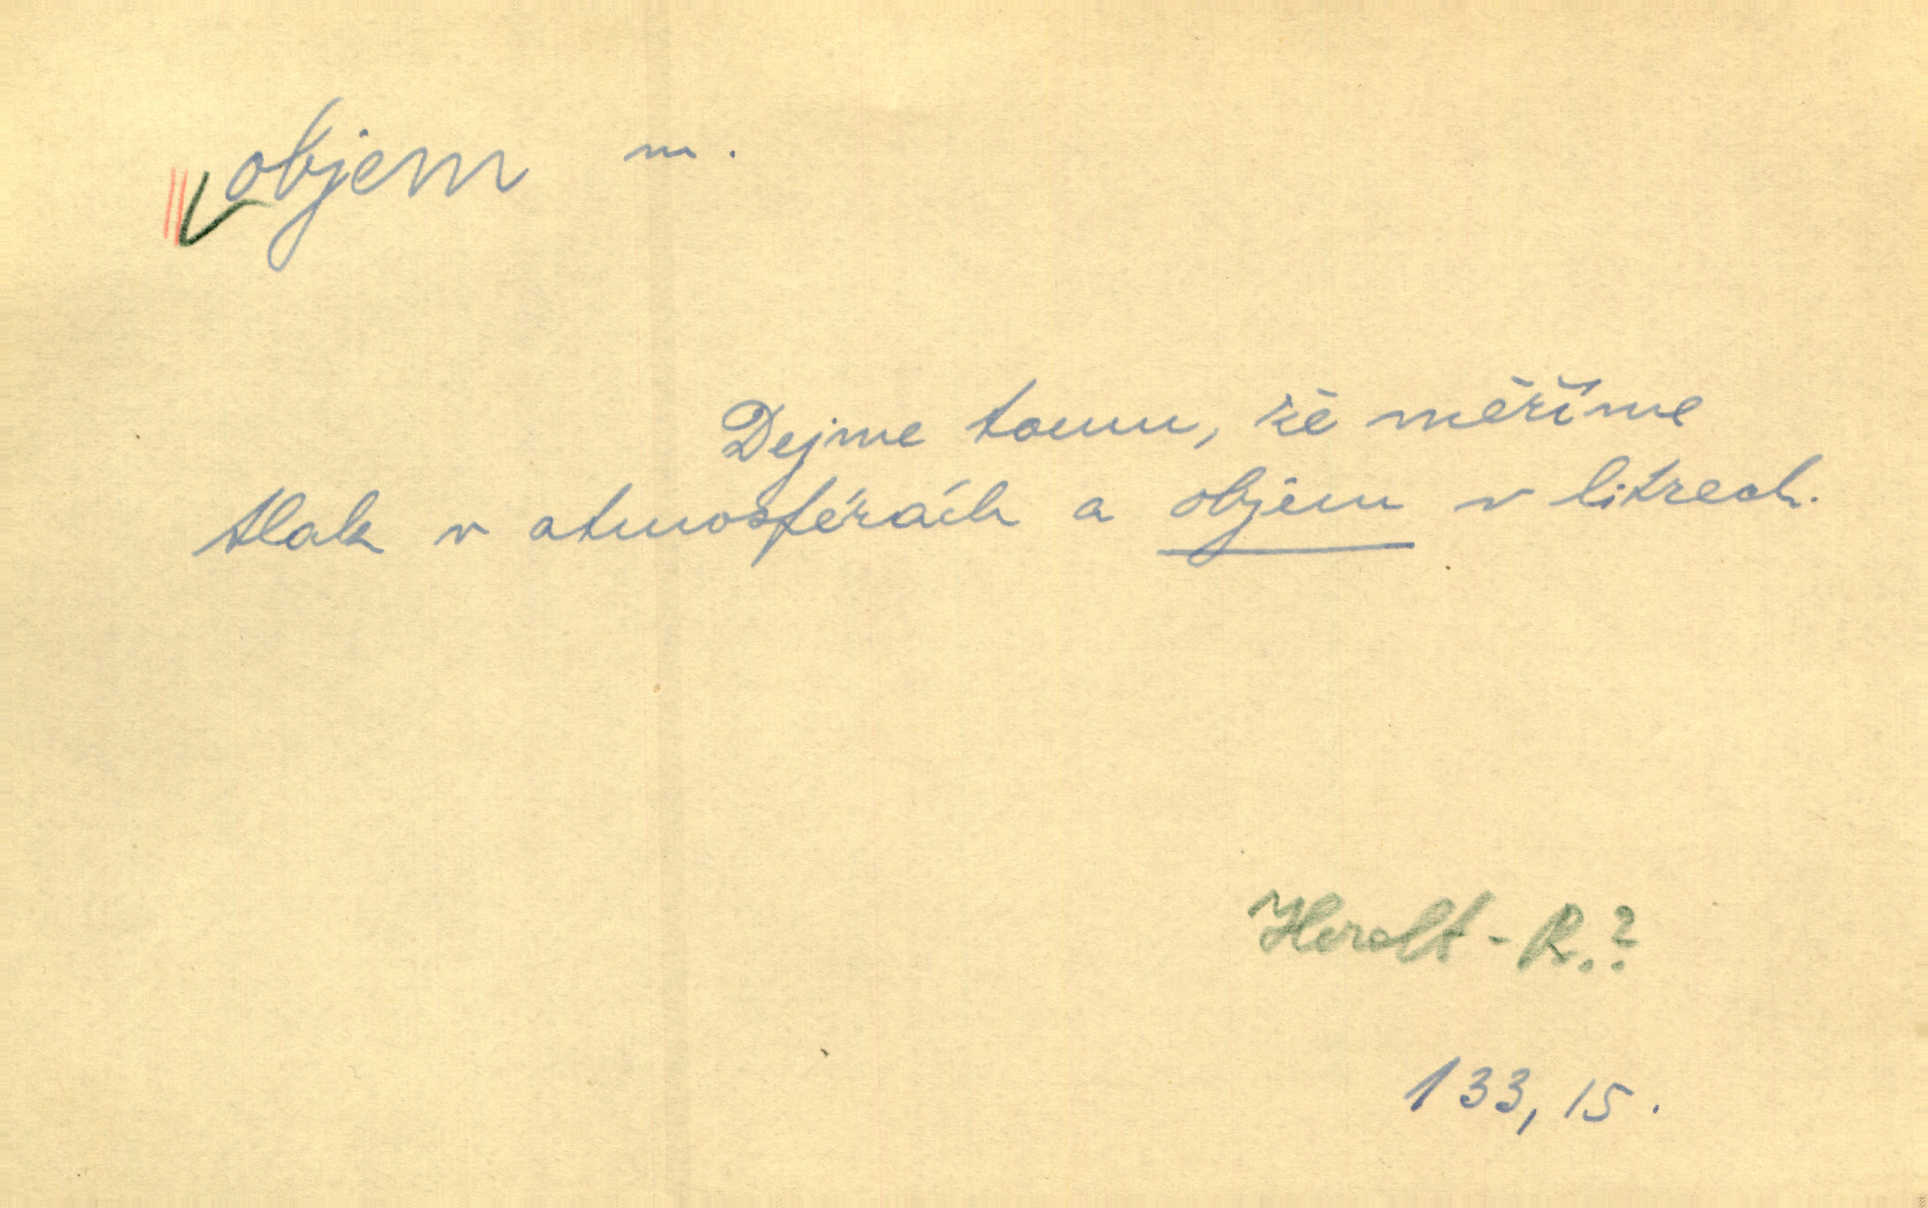 objem m.
Dejme tomu, že měříme
tlak v atmosférách a objem v litrech.
Herolt - R.?
133, 15.